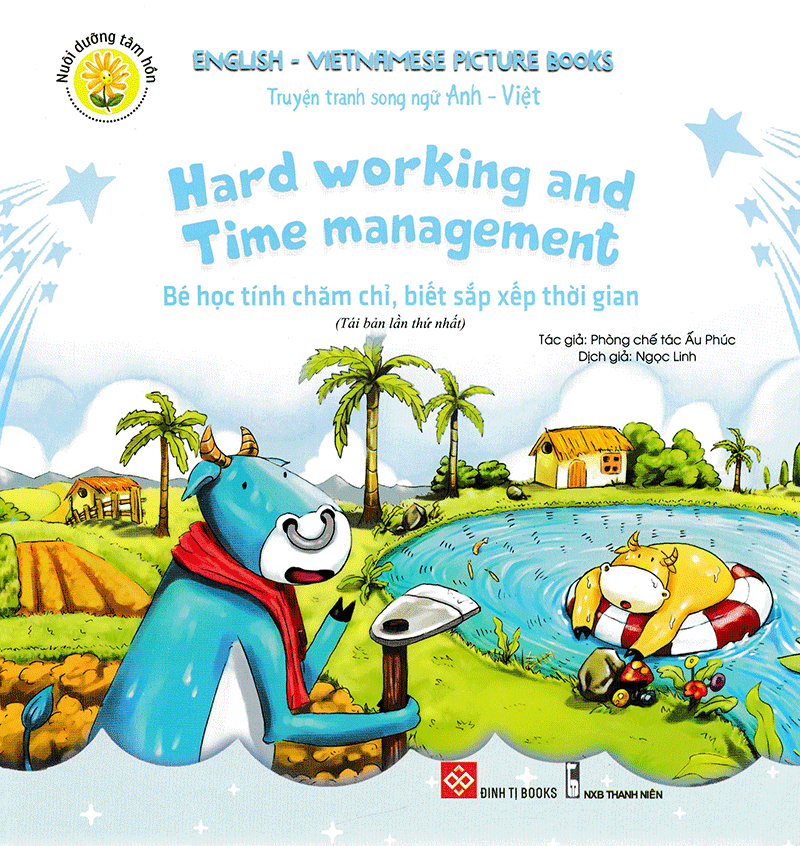 Nuôi dưỡng tâm hồn
ENGLISH - VIETNAMESE PICTURE BOOKS
Truyện tranh song ngữ Anh - Việt
Hard working and
Time management
Bé học tính chăm chỉ, biết sắp xếp thời gian
(Tái bản lần thứ nhất)
Tác giả: Phòng chế tác Ấu Phúc
Dịch giả: Ngọc Linh
ĐINH TỊ BOOKS
NXB THANH NIÊN